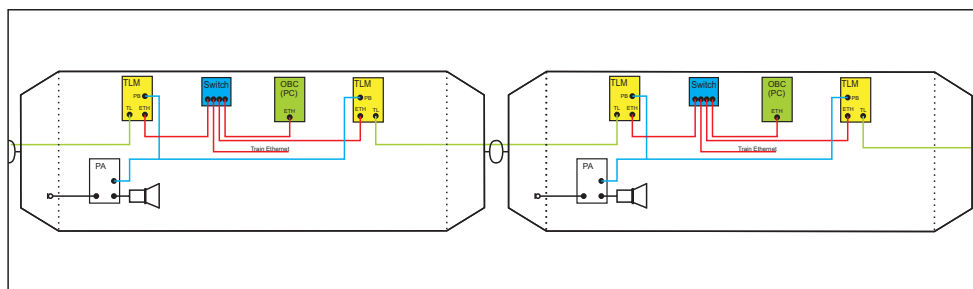 TLM
PB
TL
ETH
Switch
OBC
(PC)
ETH
TLM
PB
ETH
TL
Train Ethernet
PA
TLM
PB
TL
ETH
Switch
OBC
(PC)
ETH
TLM
PB
ETH
TL
Train Ethernet
PA